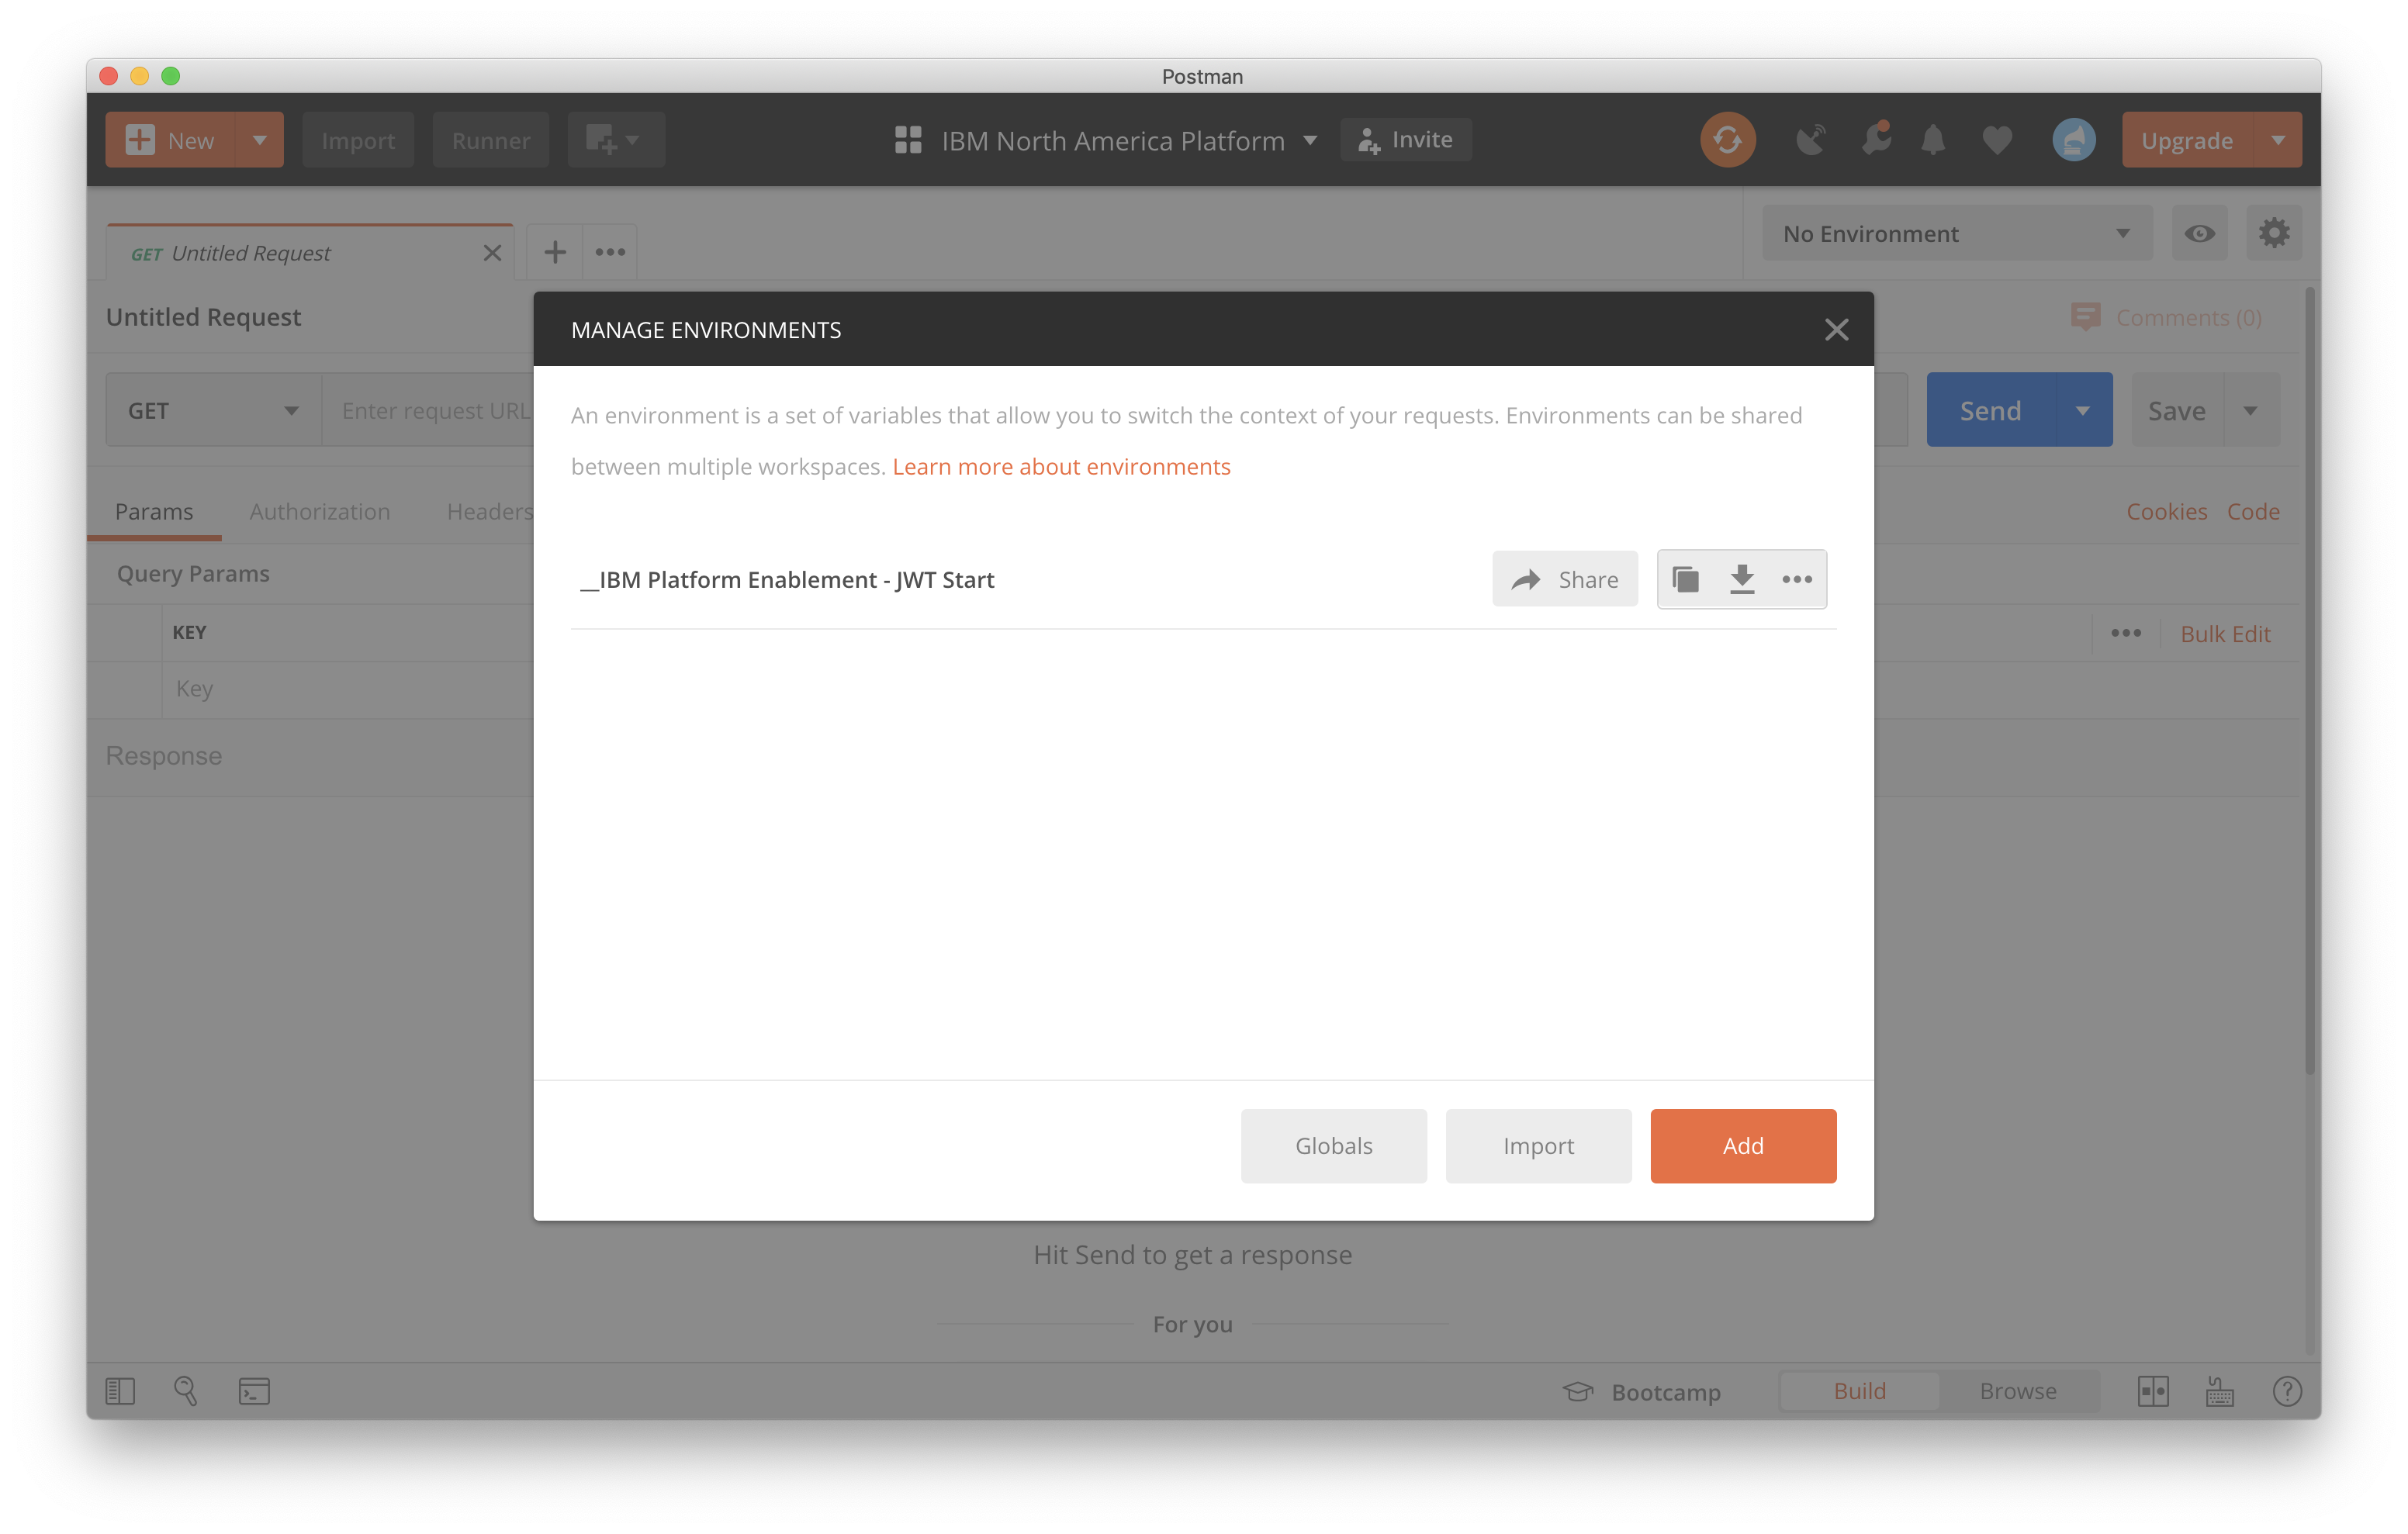 Postman
New
Import
Runner
IBM North America Platform
Invite
Upgrade
GET Untitled Request
No Environment
Untitled Request
Comments (0)
GET
Enter request URL
Send
Save
Params
Authorization
Headers
Cookies
Code
Query Params
KEY
Bulk Edit
Key
Response
MANAGE ENVIRONMENTS
An environment is a set of variables that allow you to switch the context of your requests. Environments can be shared
between multiple workspaces. Learn more about environments
__IBM Platform Enablement - JWT Start
Share
Globals
Import
Add
Hit Send to get a response
For you
Bootcamp
Build
Browse